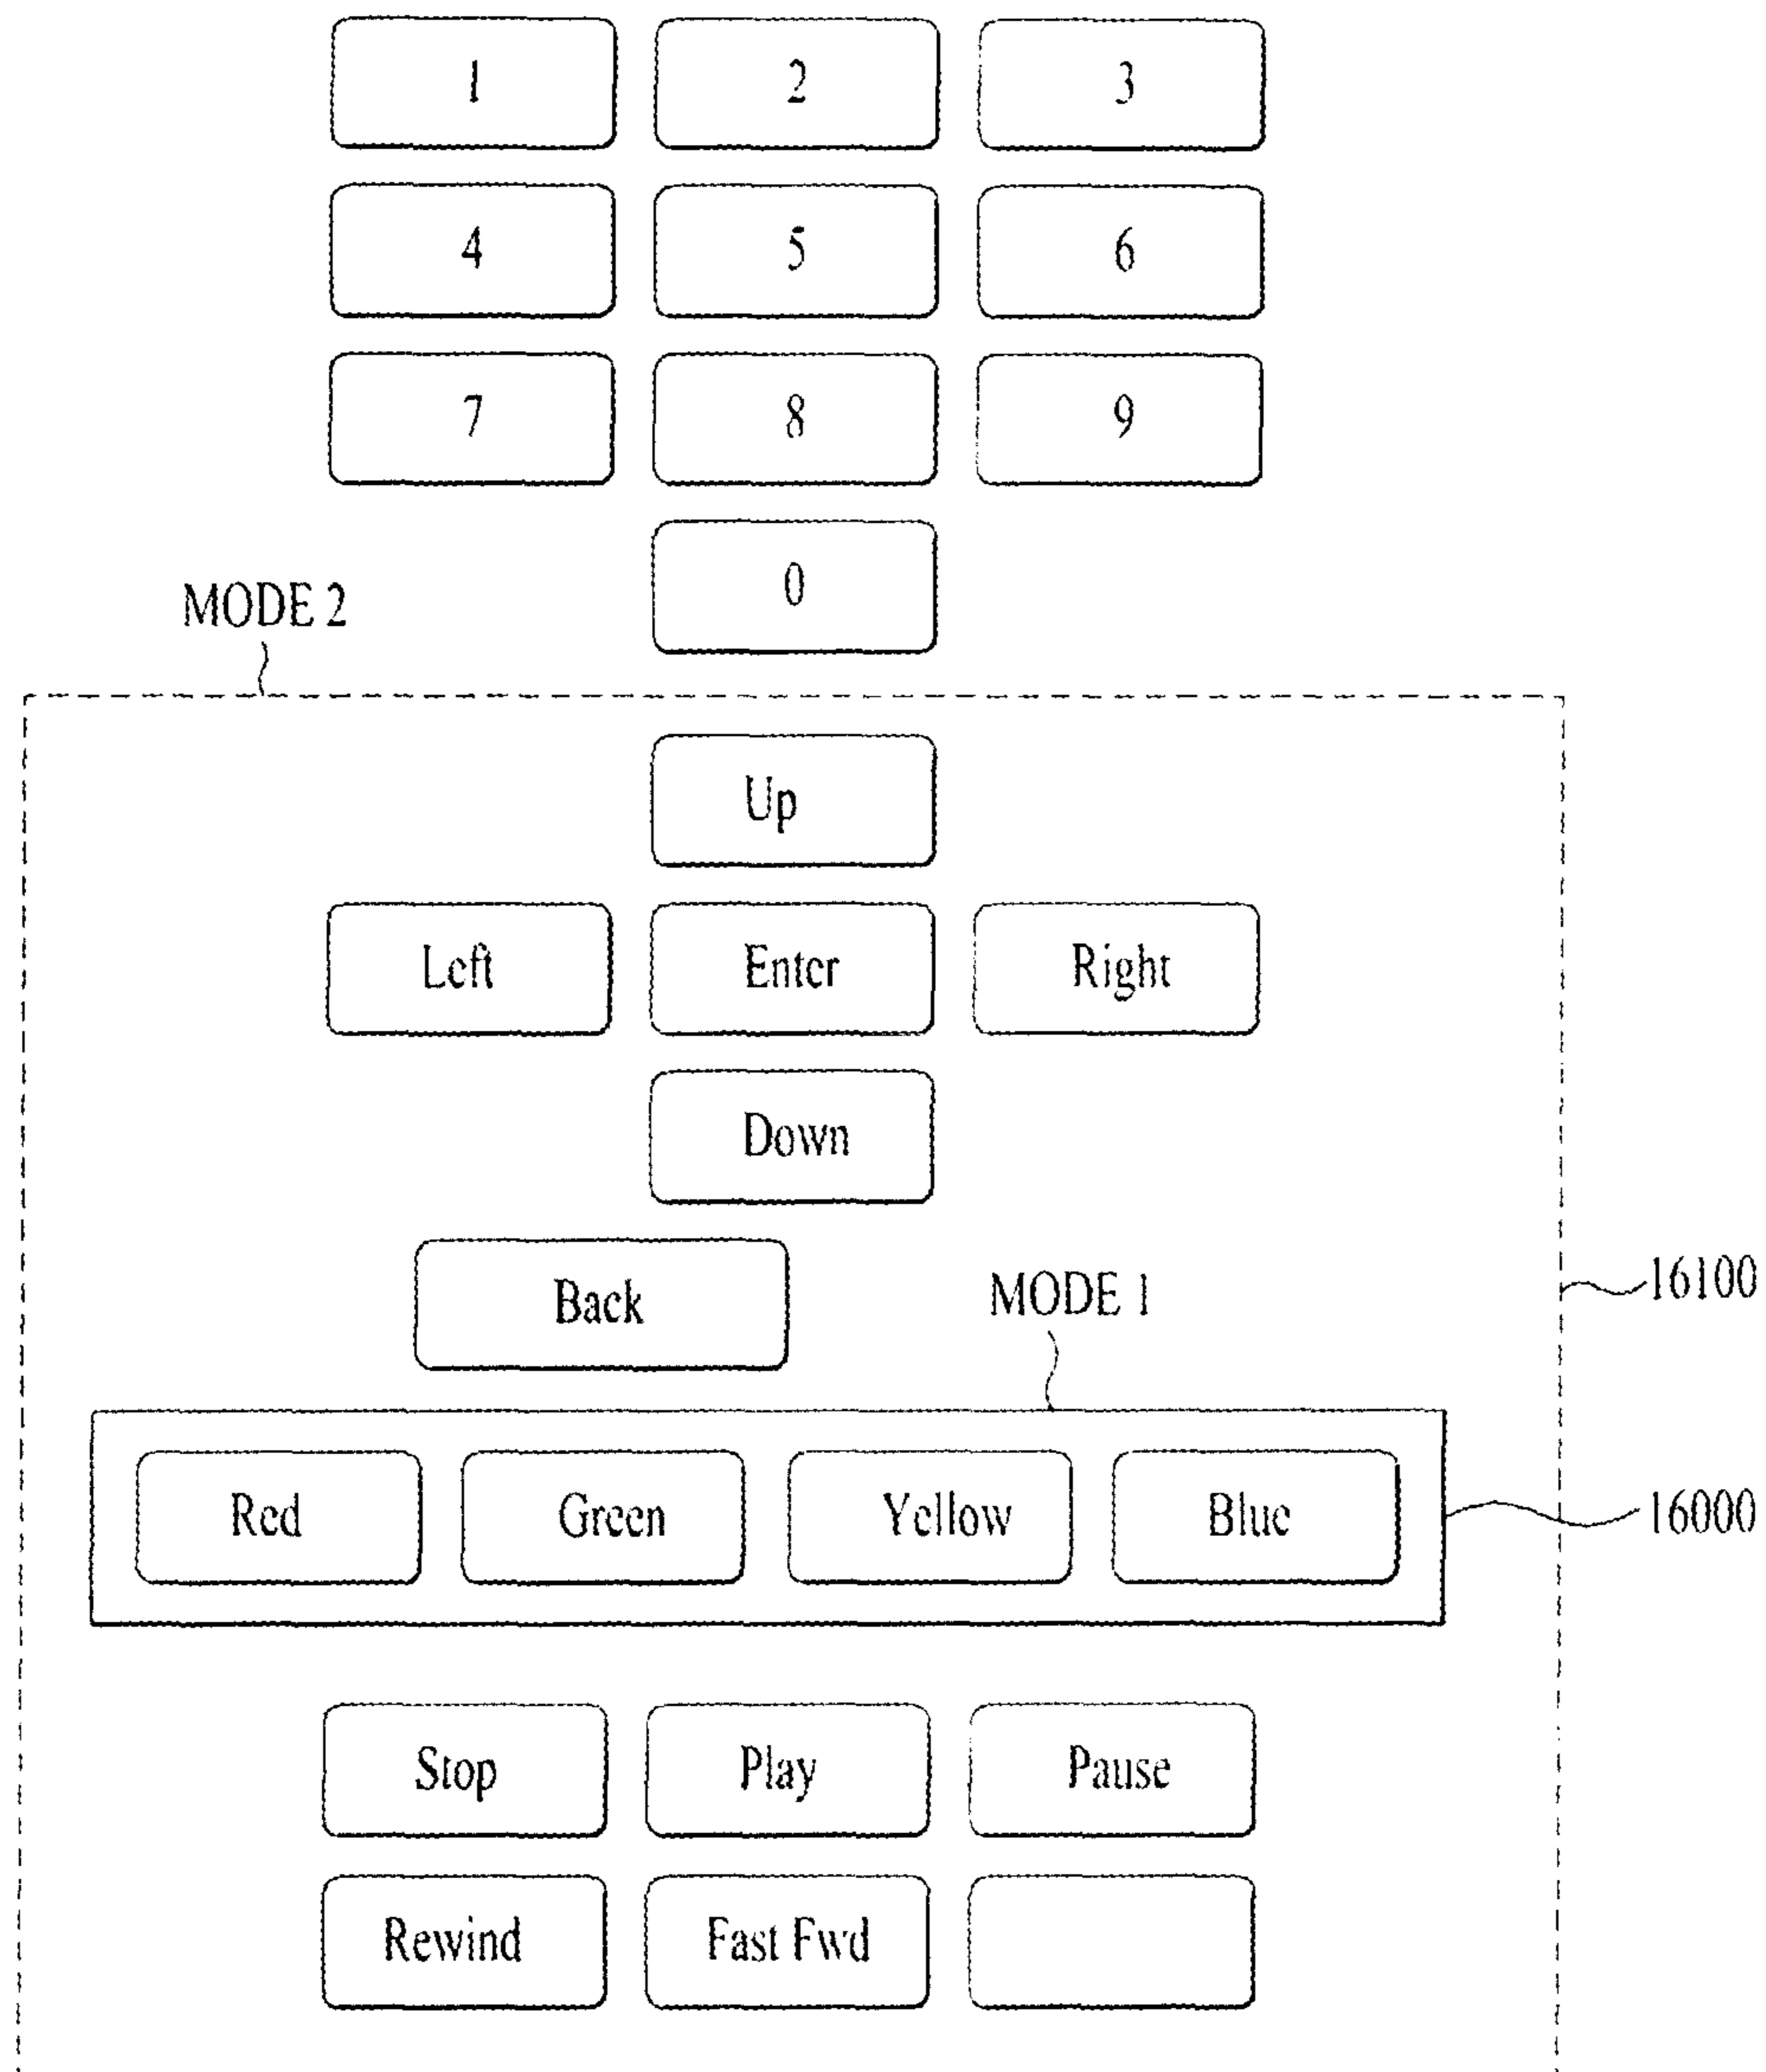 1 2 3
4 5 6
7 8 9
0
MODE 2
Up
Left Enter Right
Down
16100
Back MODE 1
Red Green Yellow Blue 16000
Stop Play Pause
Rewind Fast Fwd